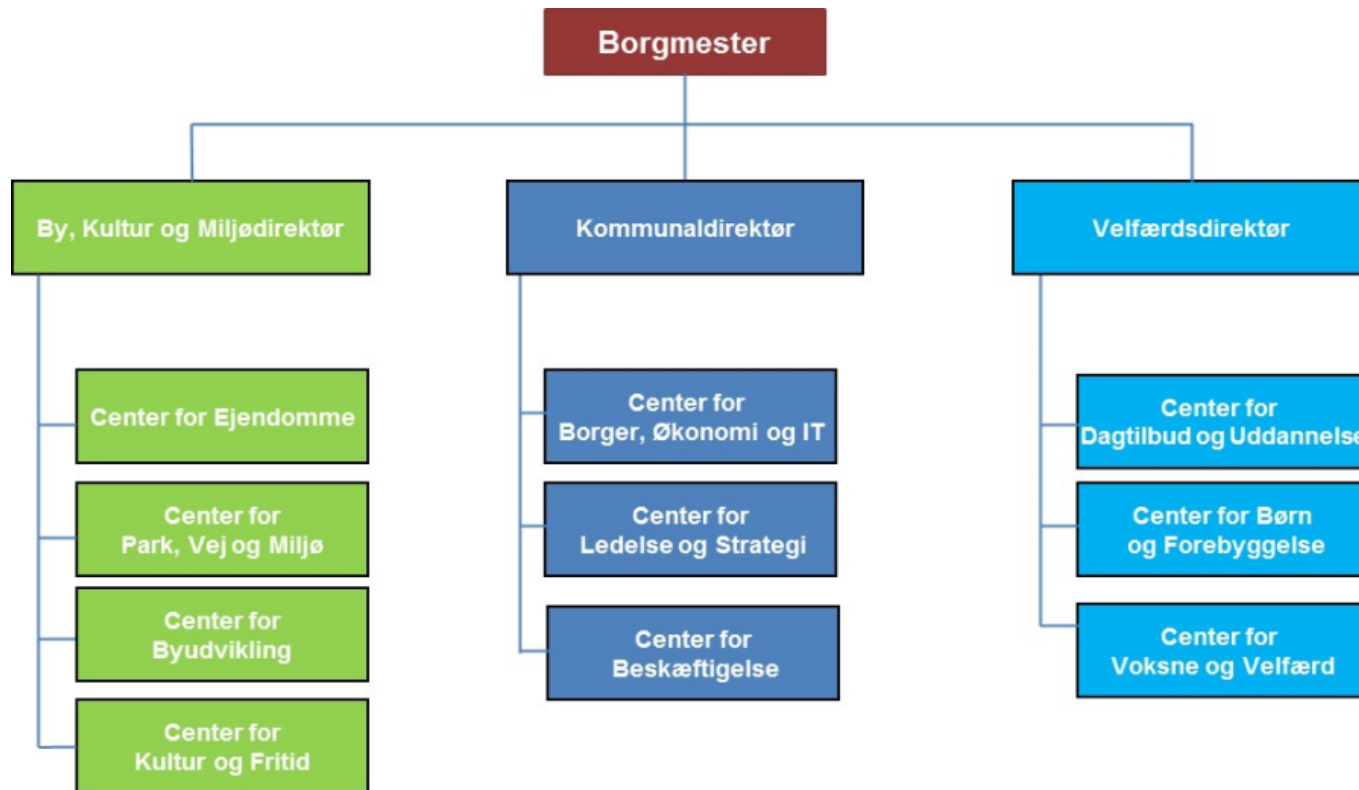 Borgmester
By, Kultur og Miljødirektør
Kommunaldirektør
Velfærdsdirektør
Center for Ejendomme
Center for
Park, Vej og Miljø
Center for
Byudvikling
Center for
Kultur og Fritid
Center for
Borger, Økonomi og IT
Center for
Ledelse og Strategi
Center for
Beskæftigelse
Center for
Dagtilbud og Uddannelse
Center for Børn
og Forebyggelse
Center for
Voksne og Velfærd